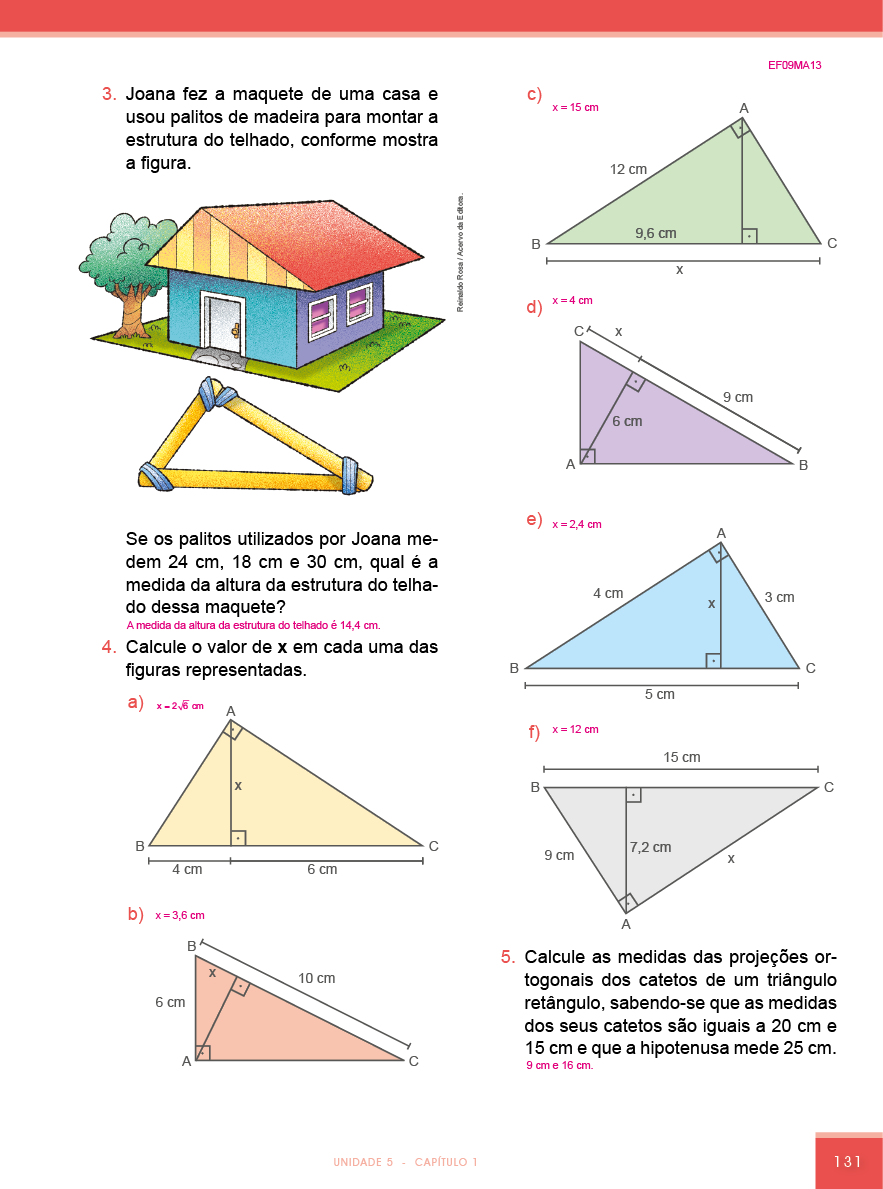 EF09MA13
3. Joana fez a maquete de uma casa e
usou palitos de madeira para montar a
estrutura do telhado, conforme mostra
a figura.
Reinaldo Rosa / Acervo da Editora.
Se os palitos utilizados por Joana me-
dem 24 cm, 18 cm e 30 cm, qual é a
medida da altura da estrutura do telha-
do dessa maquete?
A medida da altura da estrutura do telhado é 14,4 cm.
4. Calcule o valor de x em cada uma das
figuras representadas.
a) x = 2√6 cm
A
x
B
C
4 cm
6 cm
b) x = 3,6 cm
B
x
10 cm
6 cm
A
C
c) x = 15 cm
A
12 cm
9,6 cm
B
C
x
d) x = 4 cm
C
x
9 cm
6 cm
A
B
e) x = 2,4 cm
A
4 cm
x
3 cm
B
C
5 cm
f) x = 12 cm
15 cm
B
C
9 cm
7,2 cm
x
A
5. Calcule as medidas das projeções or-
togonais dos catetos de um triângulo
retângulo, sabendo-se que as medidas
dos seus catetos são iguais a 20 cm e
15 cm e que a hipotenusa mede 25 cm.
9 cm e 16 cm.
UNIDADE 5 - CAPÍTULO 1
131